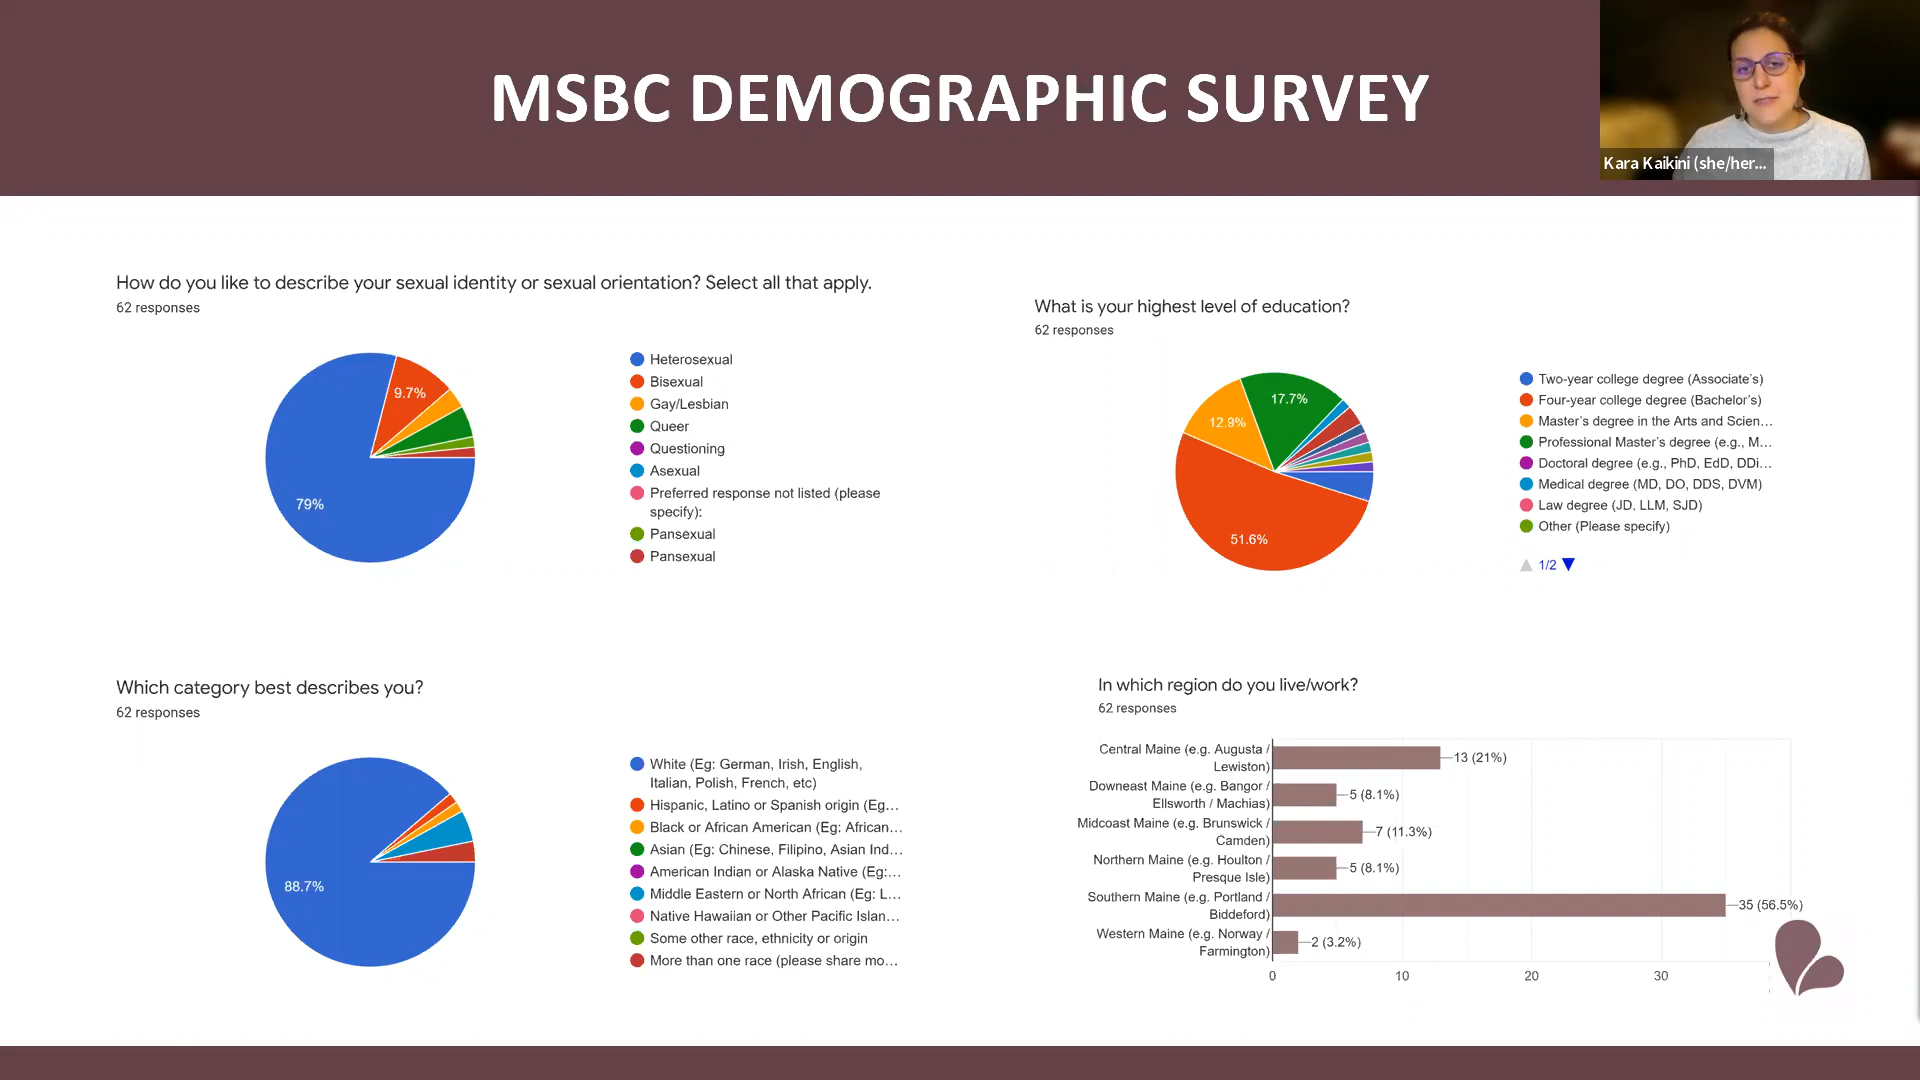 MSBC DEMOGRAPHIC SURVEY
Kara Kaikini (she/her...
How do you like to describe your sexual identity or sexual orientation? Select all that apply.
62 responses
9.7%
79%
Heterosexual
Bisexual
Gay/Lesbian
Queer
Questioning
Asexual
Preferred response not listed (please
specify):
Pansexual
Pansexual
What is your highest level of education?
62 responses
17.7%
12.9%
51.6%
Two-year college degree (Associate's)
Four-year college degree (Bachelor's)
Master's degree in the Arts and Scien...
Professional Master's degree (e.g., M...
Doctoral degree (e.g., PhD, EdD, DDi...
Medical degree (MD, DO, DDS, DVM)
Law degree (JD, LLM, SJD)
Other (Please specify)
1/2
Which category best describes you?
62 responses
88.7%
White (Eg: German, Irish, English,
Italian, Polish, French, etc)
Hispanic, Latino or Spanish origin (Eg...
Black or African American (Eg: African...
Asian (Eg: Chinese, Filipino, Asian Ind...
American Indian or Alaska Native (Eg:...
Middle Eastern or North African (Eg: L...
Native Hawaiian or Other Pacific Islan...
Some other race, ethnicity or origin
More than one race (please share mo...
In which region do you live/work?
62 responses
Central Maine (e.g. Augusta /
Lewiston)
13 (21%)
Downeast Maine (e.g. Bangor /
Ellsworth / Machias)
5 (8.1%)
Midcoast Maine (e.g. Brunswick /
Camden)
7 (11.3%)
Northern Maine (e.g. Houlton /
Presque Isle)
5 (8.1%)
Southern Maine (e.g. Portland /
Biddeford)
35 (56.5%)
Western Maine (e.g. Norway /
Farmington)
2 (3.2%)
0 10 20 30